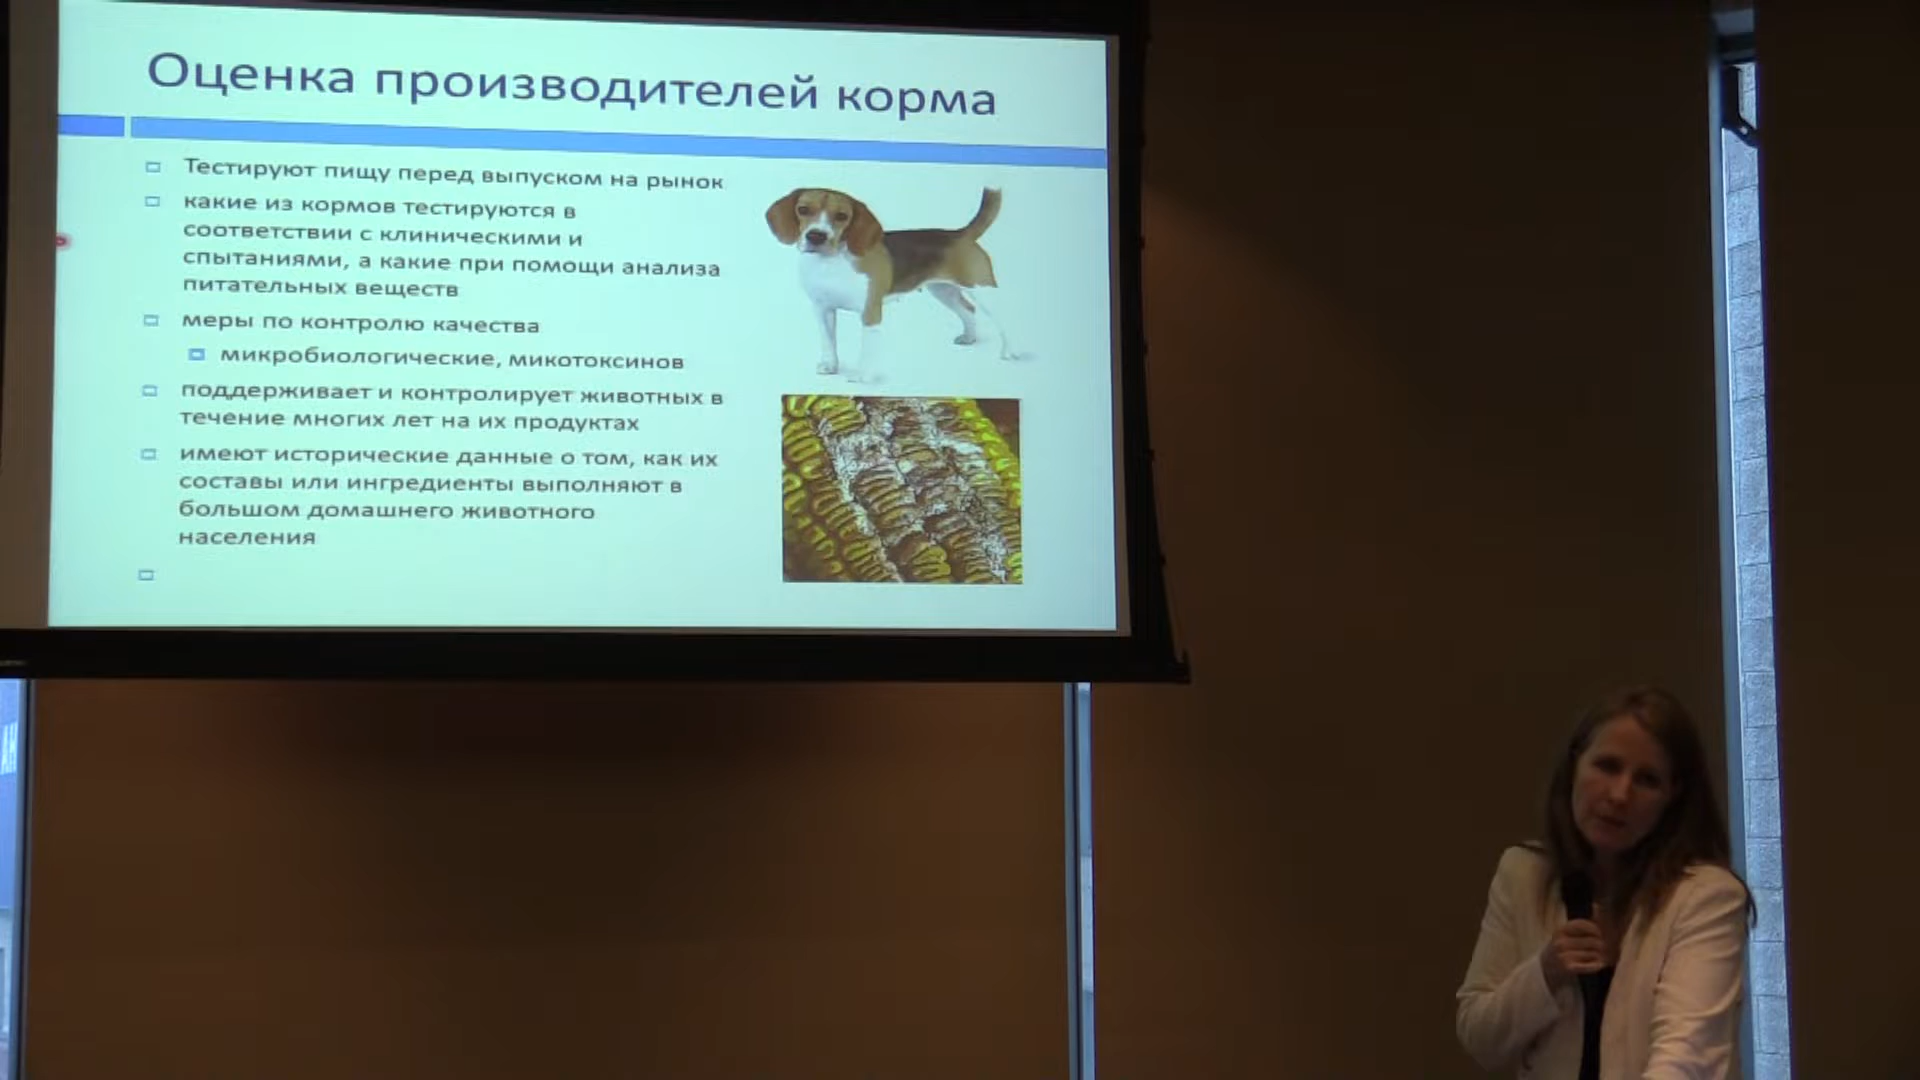 Оценка производителей корма
Тестируют пищу перед выпуском на рынок
какие из кормов тестируются в
соответствии с клиническими и
спытаниями, а какие при помощи анализа
питательных веществ
меры по контролю качества
микробиологические, микотоксинов
поддерживает и контролирует животных в
течение многих лет на их продуктах
имеют исторические данные о том, как их
составы или ингредиенты выполняют в
большом домашнего животного
населения